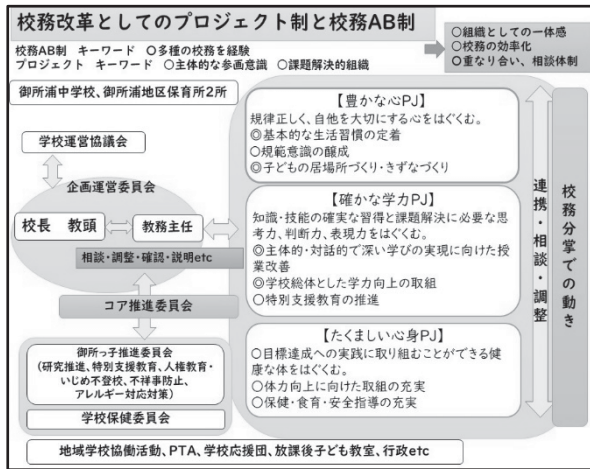 校務改革としてのプロジェクト制と校務AB制
校務AB制　キーワード　○多種の校務を経験
プロジェクト　キーワード　○主体的な参画意識　○課題解決的組織
○組織としての一体感
○校務の効率化
○重なり合い、相談体制
御所浦中学校、御所浦地区保育所2所
学校運営協議会
企画運営委員会
校長　教頭
教務主任
相談・調整・確認・説明etc
コア推進委員会
御所っ子推進委員会
(研究推進、特別支援教育、人権教育・
いじめ不登校、不祥事防止、
アレルギー対応対策)
学校保健委員会
【豊かな心PJ】
規律正しく、自他を大切にする心をはぐくむ。
◎基本的な生活習慣の定着
○規範意識の醸成
◎子どもの居場所づくり・きずなづくり
【確かな学力PJ】
知識・技能の確実な習得と課題解決に必要な思
考力、判断力、表現力をはぐくむ。
◎主体的・対話的で深い学びの実現に向けた授
業改善
◎学校総体とした学力向上の取組
○特別支援教育の推進
【たくましい心身PJ】
○目標達成への実践に取り組むことができる健
康な体をはぐくむ。
○体力向上に向けた取組の充実
○保健・食育・安全指導の充実
連携・相談・調整
校務分掌での動き
地域学校協働活動、PTA、学校応援団、放課後子ども教室、行政etc